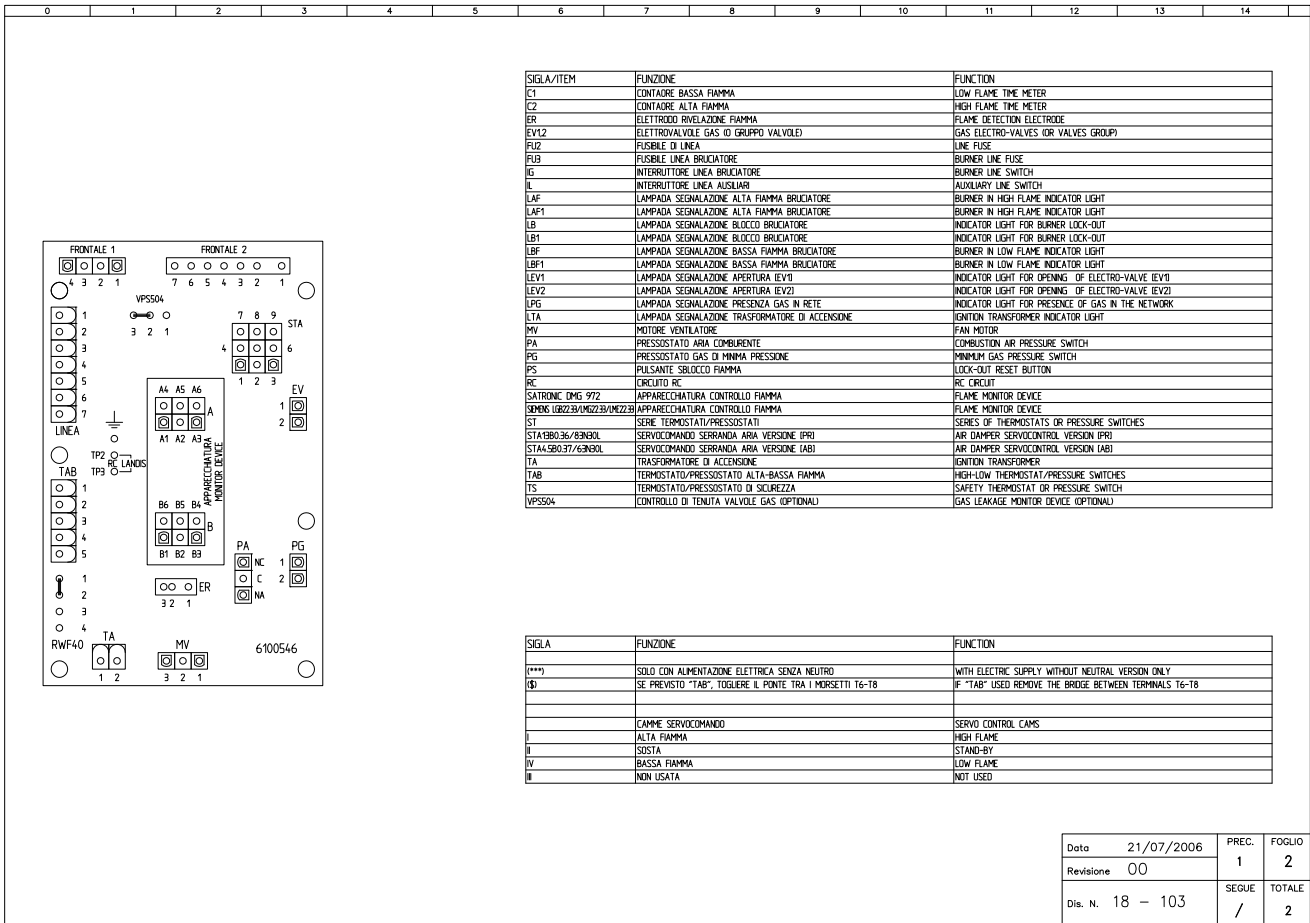 0 1 2 3 4 5 6 7 8 9 10 11 12 13 14
FRONTALE 1 FRONTALE 2
4 3 2 1 7 6 5 4 3 2 1
VPS504
3 2 1
1
2
3
4
5
6
7
LINEA
7 8 9
STA
4 6
1 2 3
EV
1
2
A4 A5 A6
A
A1 A2 A3
APPARECCHIATURA
MONITOR DEVICE
B6 B5 B4
B
B1 B2 B3
TP2
RC LANDIS
TP3
TAB
1
2
3
4
5
PA
NC
C
NA
PG
1
2
ER
3 2 1
1
2
3
4
RWF40
TA
1 2
MV
3 2 1
6100546
SIGLA/ITEM FUNZIONE FUNCTION
C1 CONTAORE BASSA FIAMMA LOW FLAME TIME METER
C2 CONTAORE ALTA FIAMMA HIGH FLAME TIME METER
ER ELETTRODO RIVELAZIONE FIAMMA FLAME DETECTION ELECTRODE
EV1,2 ELETTROVALVOLE GAS (O GRUPPO VALVOLE) GAS ELECTRO-VALVES (OR VALVES GROUP)
FU2 FUSIBILE DI LINEA LINE FUSE
FU3 FUSIBILE LINEA BRUCIATORE BURNER LINE FUSE
IG INTERRUTTORE LINEA BRUCIATORE BURNER LINE SWITCH
IL INTERRUTTORE LINEA AUSILIARI AUXILIARY LINE SWITCH
LAF LAMPADA SEGNALAZIONE ALTA FIAMMA BRUCIATORE BURNER IN HIGH FLAME INDICATOR LIGHT
LAF1 LAMPADA SEGNALAZIONE ALTA FIAMMA BRUCIATORE BURNER IN HIGH FLAME INDICATOR LIGHT
LB LAMPADA SEGNALAZIONE BLOCCO BRUCIATORE INDICATOR LIGHT FOR BURNER LOCK-OUT
LB1 LAMPADA SEGNALAZIONE BLOCCO BRUCIATORE INDICATOR LIGHT FOR BURNER LOCK-OUT
LBF LAMPADA SEGNALAZIONE BASSA FIAMMA BRUCIATORE BURNER IN LOW FLAME INDICATOR LIGHT
LBF1 LAMPADA SEGNALAZIONE BASSA FIAMMA BRUCIATORE BURNER IN LOW FLAME INDICATOR LIGHT
LEV1 LAMPADA SEGNALAZIONE APERTURA [EV1] INDICATOR LIGHT FOR OPENING OF ELECTRO-VALVE [EV1]
LEV2 LAMPADA SEGNALAZIONE APERTURA [EV2] INDICATOR LIGHT FOR OPENING OF ELECTRO-VALVE [EV2]
LPG LAMPADA SEGNALAZIONE PRESENZA GAS IN RETE INDICATOR LIGHT FOR PRESENCE OF GAS IN THE NETWORK
LTA LAMPADA SEGNALAZIONE TRASFORMATORE DI ACCENSIONE IGNITION TRANSFORMER INDICATOR LIGHT
MV MOTORE VENTILATORE FAN MOTOR
PA PRESSOSTATO ARIA COMBURENTE COMBUSTION AIR PRESSURE SWITCH
PG PRESSOSTATO GAS DI MINIMA PRESSIONE MINIMUM GAS PRESSURE SWITCH
PS PULSANTE SBLOCCO FIAMMA LOCK-OUT RESET BUTTON
RC CIRCUITO RC RC CIRCUIT
SATRONIC DMG 972 APPARECCHIATURA CONTROLLO FIAMMA FLAME MONITOR DEVICE
SIEMENS LGB22.33/LMG22.33/LME22.33 APPARECCHIATURA CONTROLLO FIAMMA FLAME MONITOR DEVICE
ST SERIE TERMOSTATI/PRESSOSTATI SERIES OF THERMOSTATS OR PRESSURE SWITCHES
STA13B0.36/83N30L SERVOCOMANDO SERRANDA ARIA VERSIONE [PR] AIR DAMPER SERVOCONTROL VERSION [PR]
STA4.5B0.37/63N30L SERVOCOMANDO SERRANDA ARIA VERSIONE [AB] AIR DAMPER SERVOCONTROL VERSION [AB]
TA TRASFORMATORE DI ACCENSIONE IGNITION TRANSFORMER
TAB TERMOSTATO/PRESSOSTATO ALTA-BASSA FIAMMA HIGH-LOW THERMOSTAT/PRESSURE SWITCHES
TS TERMOSTATO/PRESSOSTATO DI SICUREZZA SAFETY THERMOSTAT OR PRESSURE SWITCH
VPS504 CONTROLLO DI TENUTA VALVOLE GAS (OPTIONAL) GAS LEAKAGE MONITOR DEVICE (OPTIONAL)
SIGLA FUNZIONE FUNCTION
(***) SOLO CON ALIMENTAZIONE ELETTRICA SENZA NEUTRO WITH ELECTRIC SUPPLY WITHOUT NEUTRAL VERSION ONLY
($) SE PREVISTO "TAB", TOGLIERE IL PONTE TRA I MORSETTI T6-T8 IF "TAB" USED REMOVE THE BRIDGE BETWEEN TERMINALS T6-T8
CAMME SERVOCOMANDO SERVO CONTROL CAMS
I ALTA FIAMMA HIGH FLAME
II SOSTA STAND-BY
IV BASSA FIAMMA LOW FLAME
III NON USATA NOT USED
Data 21/07/2006 PREC. FOGLIO
1 2
Revisione 00
Dis. N. 18 - 103 SEGUE TOTALE
/ 2